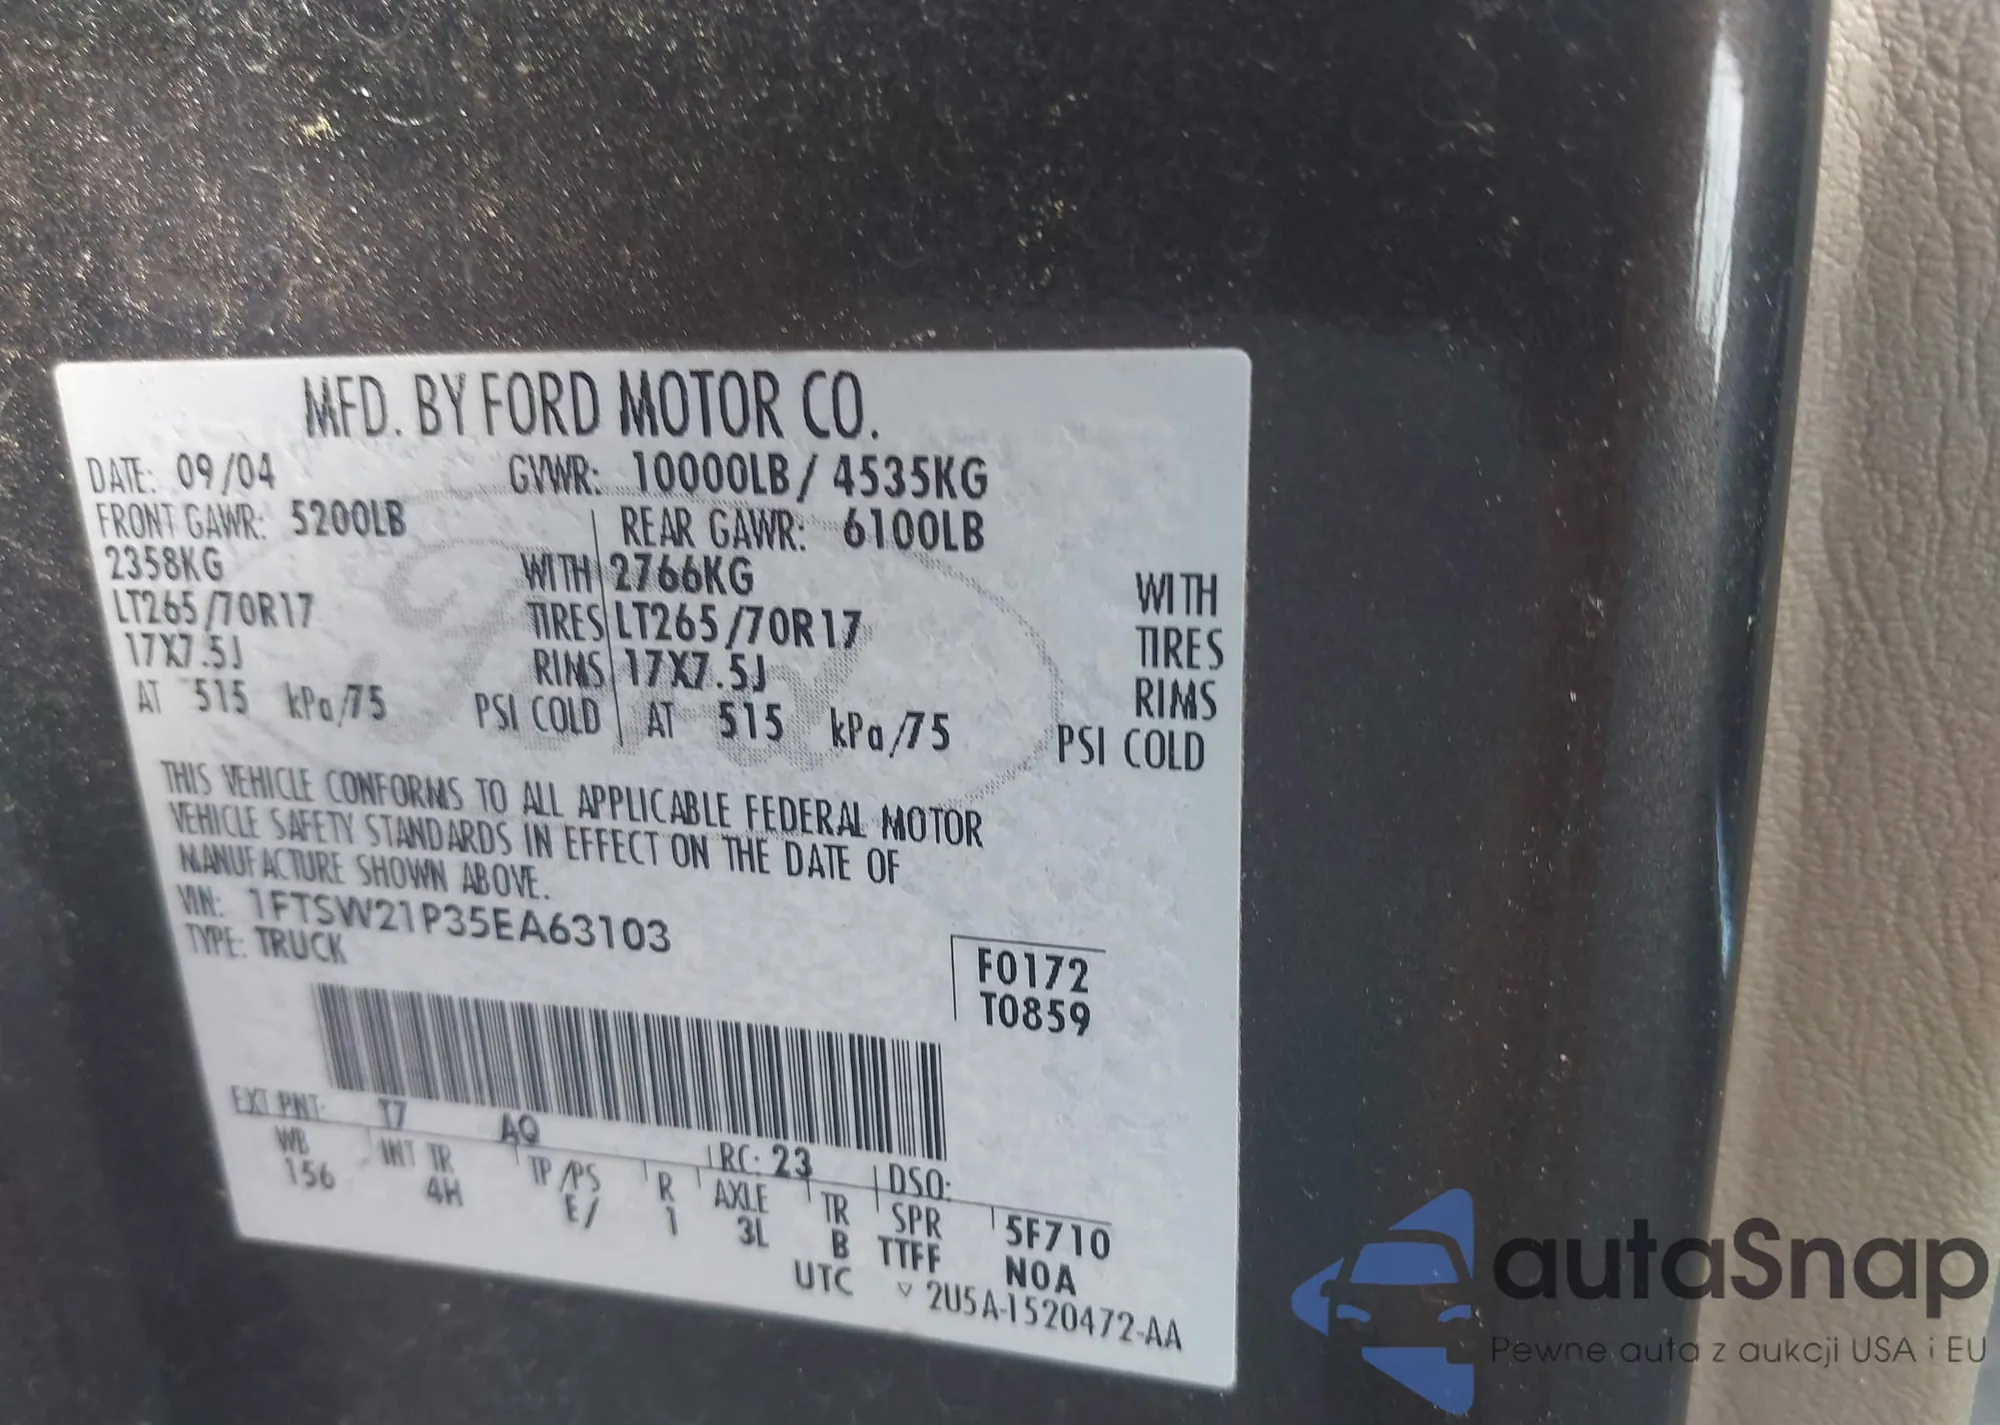 MFD. BY FORD MOTOR CO.
DATE: 09/04 GVWR: 10000LB / 4535KG
FRONT GAWR: 5200LB REAR GAWR: 6100LB
2358KG WITH 2766KG WITH
LT265/70R17 TIRES LT265/70R17 TIRES
17X7.5J RIMS 17X7.5J RIMS
AT 515 kPa/75 PSI COLD AT 515 kPa/75 PSI COLD
THIS VEHICLE CONFORMS TO ALL APPLICABLE FEDERAL MOTOR
VEHICLE SAFETY STANDARDS IN EFFECT ON THE DATE OF
MANUFACTURE SHOWN ABOVE.
VIN: 1FTSW21P35EA63103
TYPE: TRUCK
F0172
T0859
EXT PNT: T7 AQ RC: 23 DSO:
WB INT TR TP/PS R AXLE TR SPR 5F710
156 4H E/ 1 3L B TTFF N0A
UTC ▽ 2U5A-1520472-AA
Ford
autaSnap
Pewne auta z aukcji USA i EU